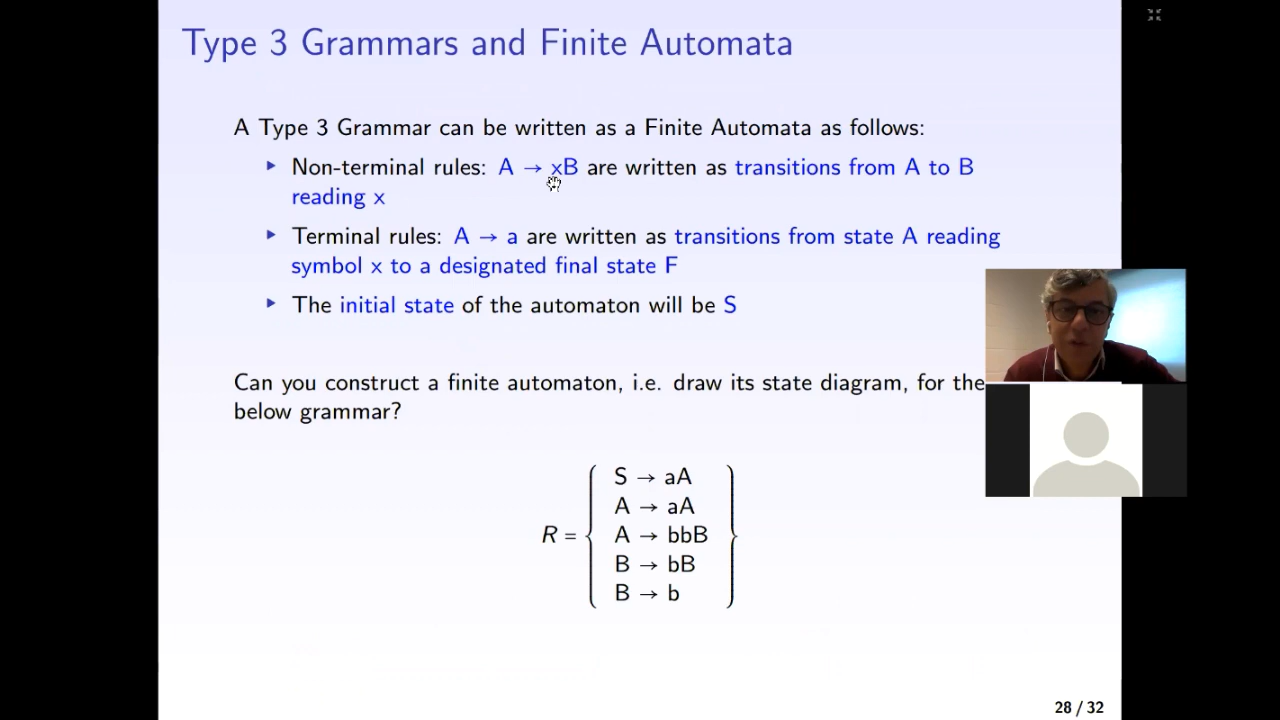 Type 3 Grammars and Finite Automata
A Type 3 Grammar can be written as a Finite Automata as follows:
Non-terminal rules: A → xB are written as transitions from A to B
reading x
Terminal rules: A → a are written as transitions from state A reading
symbol x to a designated final state F
The initial state of the automaton will be S
Can you construct a finite automaton, i.e. draw its state diagram, for the
below grammar?
S → aA
A → aA
R = { A → bbB }
B → bB
B → b
28 / 32